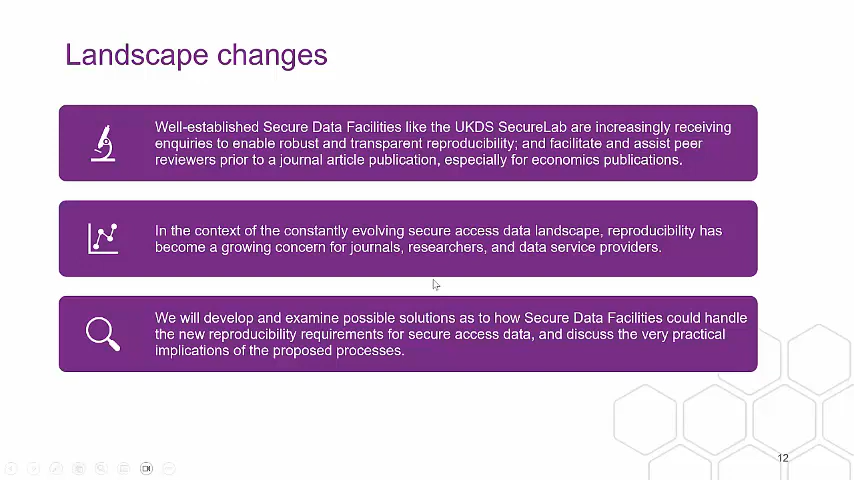 Landscape changes
Well-established Secure Data Facilities like the UKDS SecureLab are increasingly receiving
enquiries to enable robust and transparent reproducibility; and facilitate and assist peer
reviewers prior to a journal article publication, especially for economics publications.
In the context of the constantly evolving secure access data landscape, reproducibility has
become a growing concern for journals, researchers, and data service providers.
We will develop and examine possible solutions as to how Secure Data Facilities could handle
the new reproducibility requirements for secure access data, and discuss the very practical
implications of the proposed processes.
12